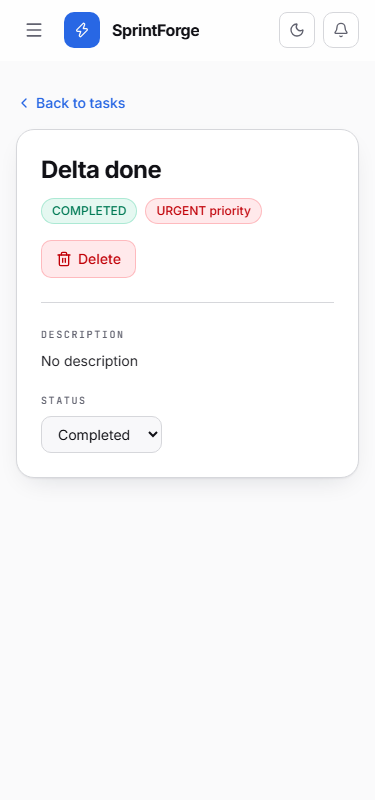 SprintForge
Back to tasks
Delta done
COMPLETED URGENT priority
Delete
DESCRIPTION
No description
STATUS
Completed